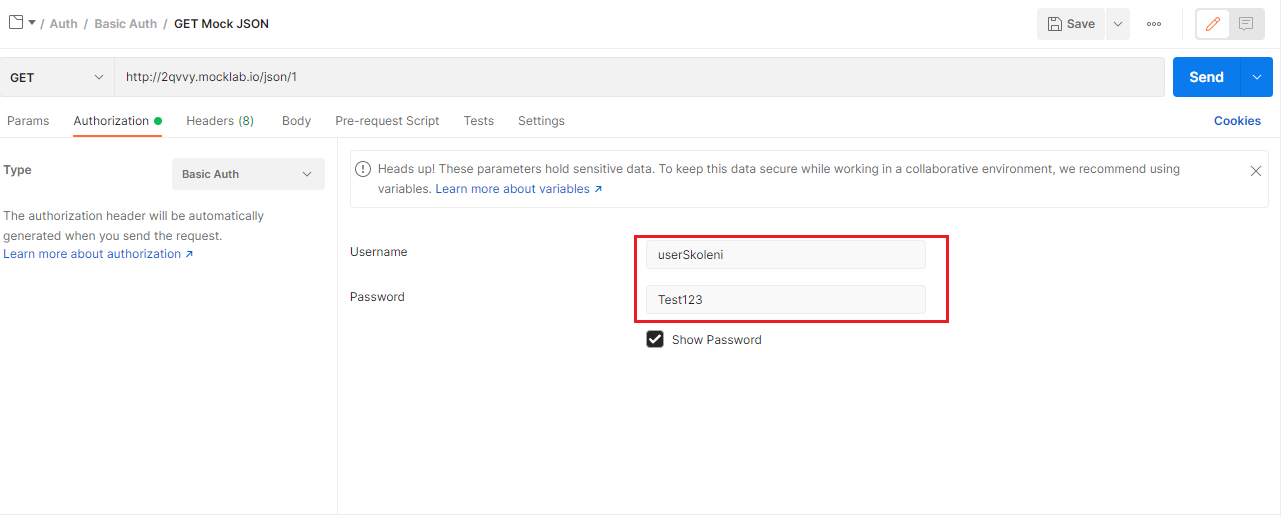 / Auth / Basic Auth / GET Mock JSON
Save
GET
http://2qvvy.mocklab.io/json/1
Send
Params Authorization Headers (8) Body Pre-request Script Tests Settings
Cookies
Type
Basic Auth
The authorization header will be automatically
generated when you send the request.
Learn more about authorization ↗
Heads up! These parameters hold sensitive data. To keep this data secure while working in a collaborative environment, we recommend using
variables. Learn more about variables ↗
Username
userSkoleni
Password
Test123
Show Password